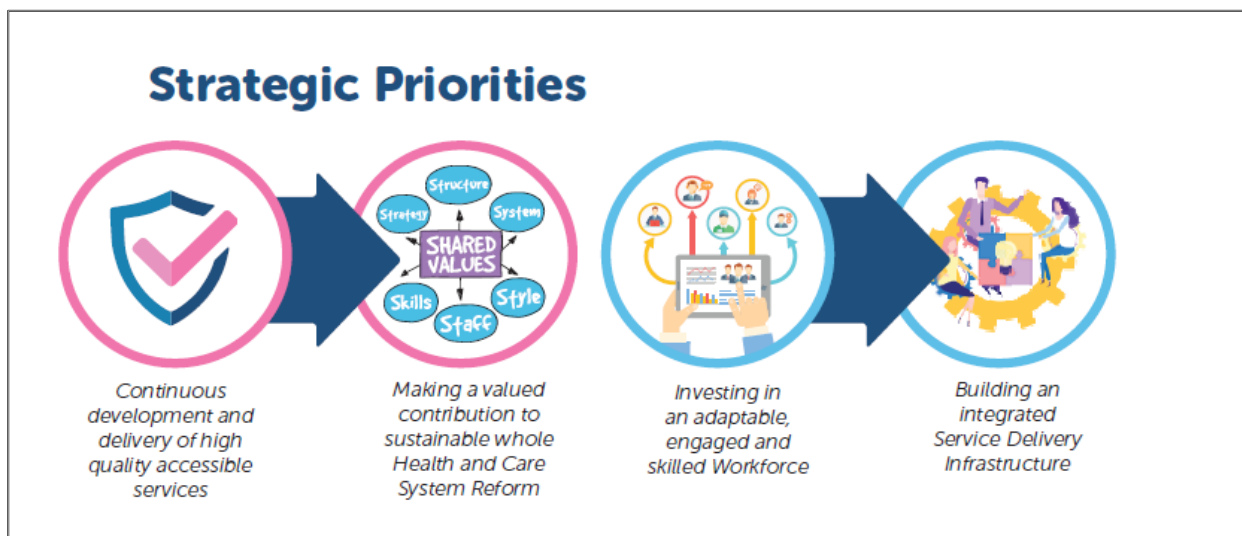 Strategic Priorities
Structure
Strategy
System
SHARED
VALUES
Skills
Style
Staff
Continuous
development and
delivery of high
quality accessible
services
Making a valued
contribution to
sustainable whole
Health and Care
System Reform
Investing in
an adaptable,
engaged and
skilled Workforce
Building an
integrated
Service Delivery
Infrastructure